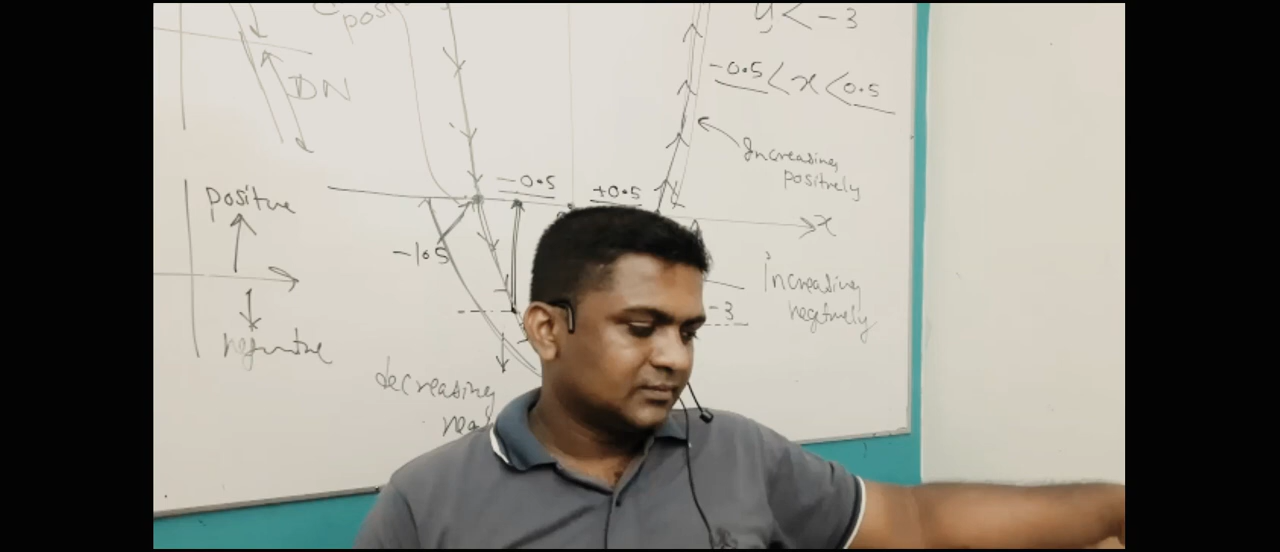 y < -3
-0.5 < x < 0.5
DN
Increasing
positively
-0.5
+0.5
positive
x
-1.5
Increasing
negatively
-3
negative
decreasing